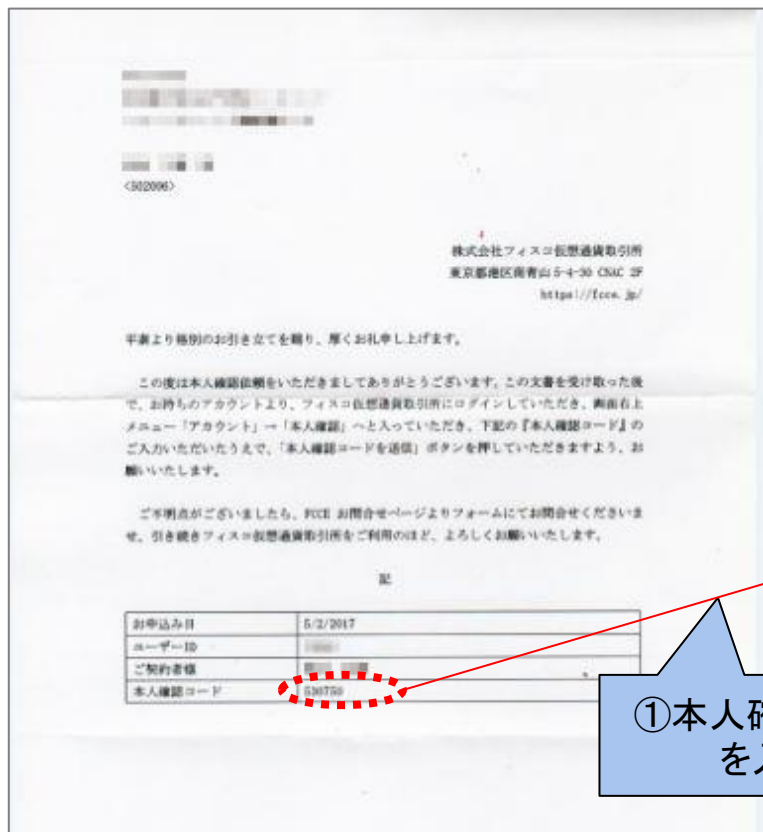 <502006>
株式会社フィスコ仮想通貨取引所
東京都港区南青山 5-4-30 CNAC 2F
https://fcce.jp/
平素より格別のお引き立てを賜り、厚くお礼申し上げます。
この度は本人確認依頼をいただきましてありがとうございます。この文書を受け取った後
で、お持ちのアカウントより、フィスコ仮想通貨取引所にログインしていただき、画面右上
メニュー「アカウント」→「本人確認」へと入っていただき、下記の『本人確認コード』の
ご入力いただいたうえで、「本人確認コードを送信」ボタンを押していただきますよう、お
願いいたします。
ご不明点がございましたら、FCCE お問合せページよりフォームにてお問合せくださいま
せ。引き続きフィスコ仮想通貨取引所をご利用のほど、よろしくお願いいたします。
記
お申込み日 5/2/2017
ユーザーID
ご契約者様
本人確認コード 530750
①本人確
を入